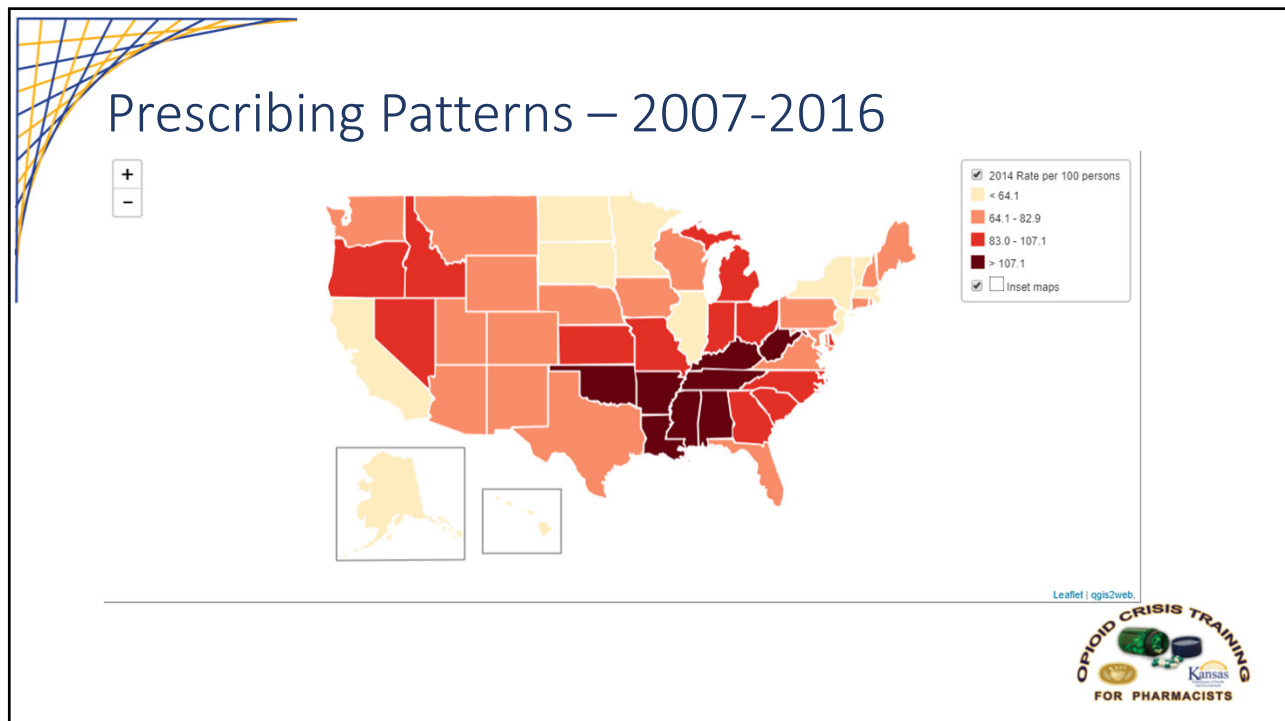 Prescribing Patterns – 2007-2016
+
−
2014 Rate per 100 persons
< 64.1
64.1 - 82.9
83.0 - 107.1
> 107.1
Inset maps
Leaflet | qgis2web,
OPIOID CRISIS TRAINING
Kansas
FOR PHARMACISTS